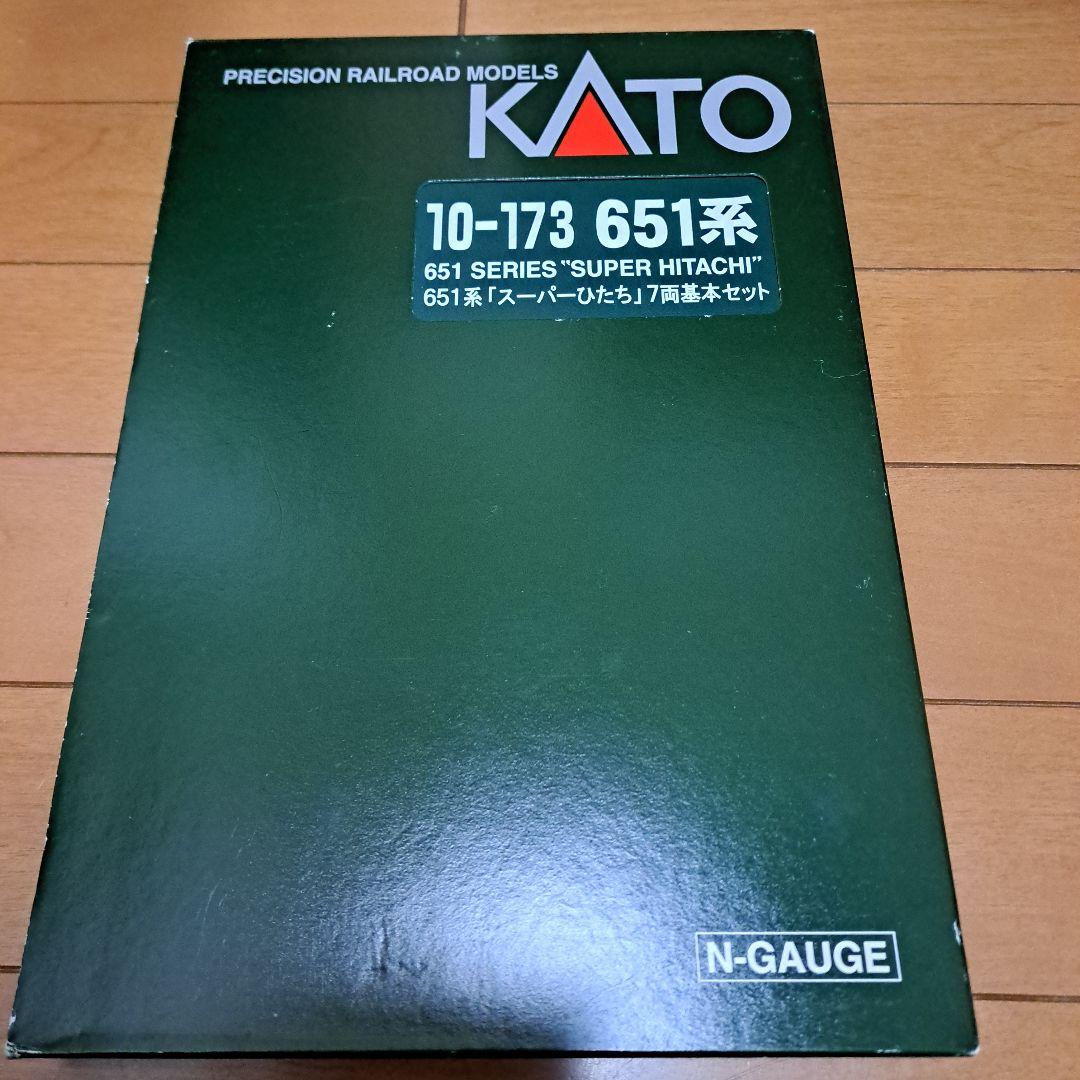 PRECISION RAILROAD MODELS
KATO
10-173 651系
651 SERIES "SUPER HITACHI"
651系「スーパーひたち」7両基本セット
N-GAUGE